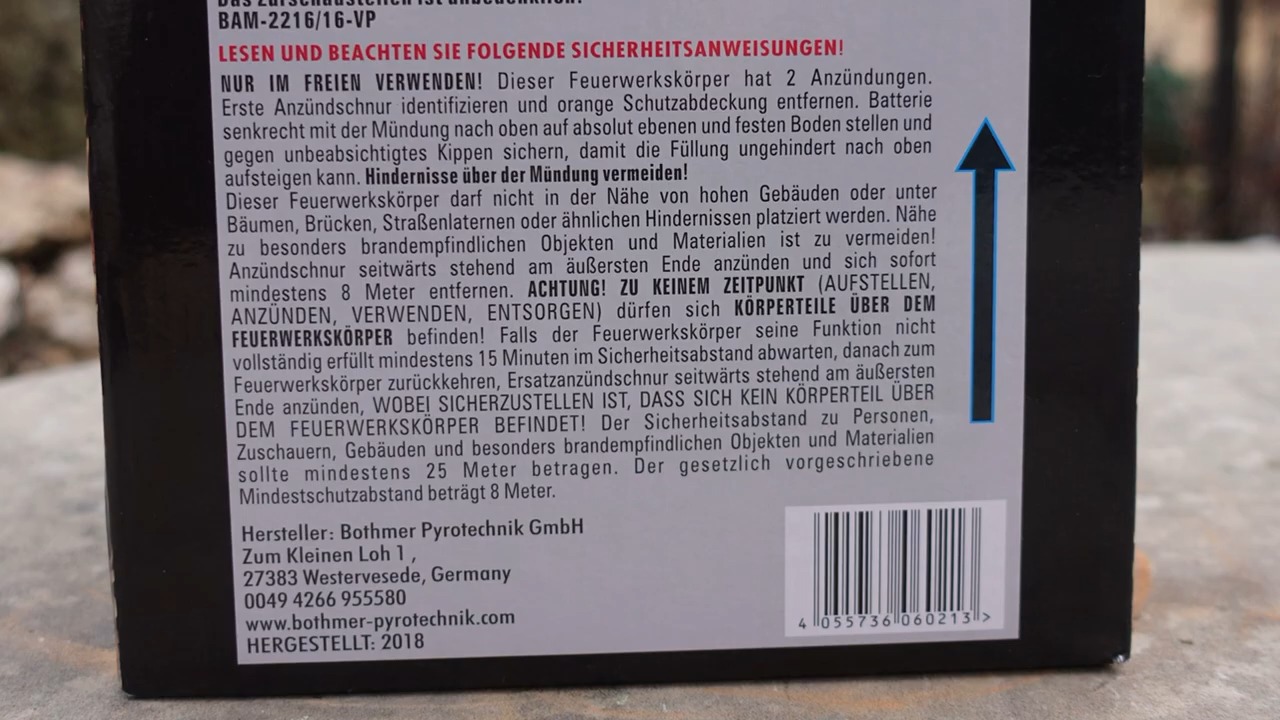 Das Zurschaustellen ist unbedenklich!
BAM-2216/16-VP
LESEN UND BEACHTEN SIE FOLGENDE SICHERHEITSANWEISUNGEN!
NUR IM FREIEN VERWENDEN! Dieser Feuerwerkskörper hat 2 Anzündungen.
Erste Anzündschnur identifizieren und orange Schutzabdeckung entfernen. Batterie
senkrecht mit der Mündung nach oben auf absolut ebenen und festen Boden stellen und
gegen unbeabsichtigtes Kippen sichern, damit die Füllung ungehindert nach oben
aufsteigen kann. Hindernisse über der Mündung vermeiden!
Dieser Feuerwerkskörper darf nicht in der Nähe von hohen Gebäuden oder unter
Bäumen, Brücken, Straßenlaternen oder ähnlichen Hindernissen platziert werden. Nähe
zu besonders brandempfindlichen Objekten und Materialien ist zu vermeiden!
Anzündschnur seitwärts stehend am äußersten Ende anzünden und sich sofort
mindestens 8 Meter entfernen. ACHTUNG! ZU KEINEM ZEITPUNKT (AUFSTELLEN,
ANZÜNDEN, VERWENDEN, ENTSORGEN) dürfen sich KÖRPERTEILE ÜBER DEM
FEUERWERKSKÖRPER befinden! Falls der Feuerwerkskörper seine Funktion nicht
vollständig erfüllt mindestens 15 Minuten im Sicherheitsabstand abwarten, danach zum
Feuerwerkskörper zurückkehren, Ersatzanzündschnur seitwärts stehend am äußersten
Ende anzünden, WOBEI SICHERZUSTELLEN IST, DASS SICH KEIN KÖRPERTEIL ÜBER
DEM FEUERWERKSKÖRPER BEFINDET! Der Sicherheitsabstand zu Personen,
Zuschauern, Gebäuden und besonders brandempfindlichen Objekten und Materialien
sollte mindestens 25 Meter betragen. Der gesetzlich vorgeschriebene
Mindestschutzabstand beträgt 8 Meter.
Hersteller: Bothmer Pyrotechnik GmbH
Zum Kleinen Loh 1 ,
27383 Westervesede, Germany
0049 4266 955580
www.bothmer-pyrotechnik.com
HERGESTELLT: 2018
4 055736 060213 >